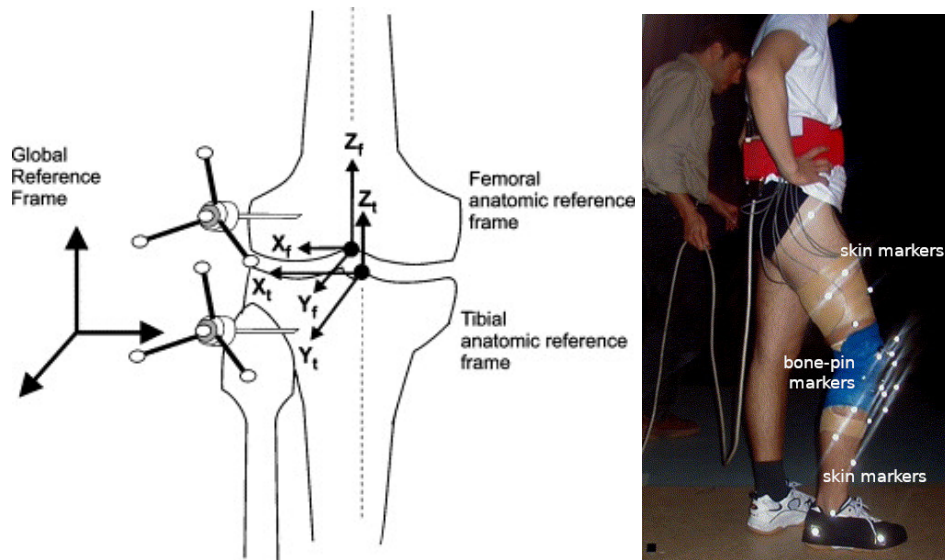 Global
Reference
Frame
Z_f
Z_t
X_f
X_t
Y_f
Y_t
Femoral
anatomic reference
frame
Tibial
anatomic reference
frame
skin markers
bone-pin
markers
skin markers